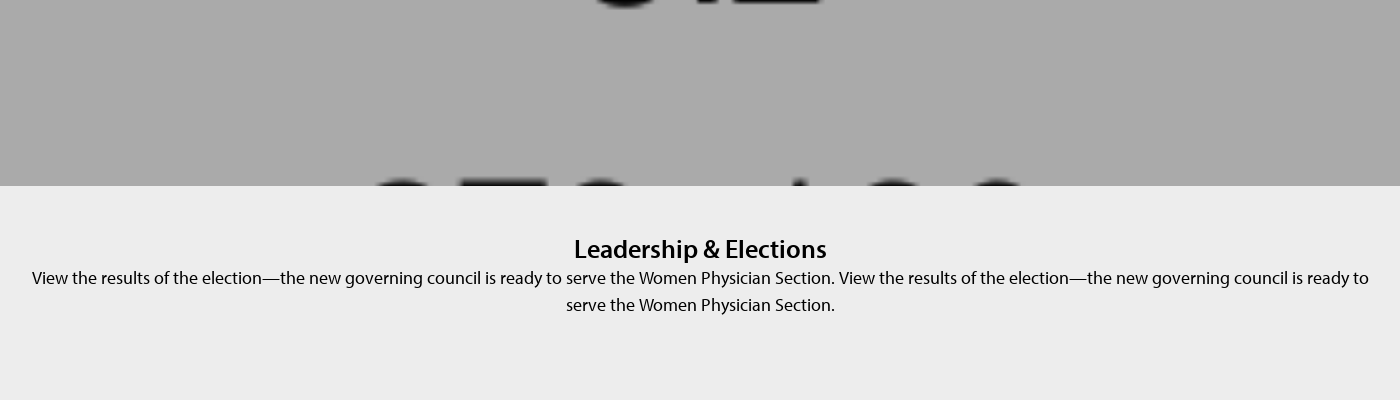 Leadership & Elections
View the results of the election—the new governing council is ready to serve the Women Physician Section. View the results of the election—the new governing council is ready to
serve the Women Physician Section.